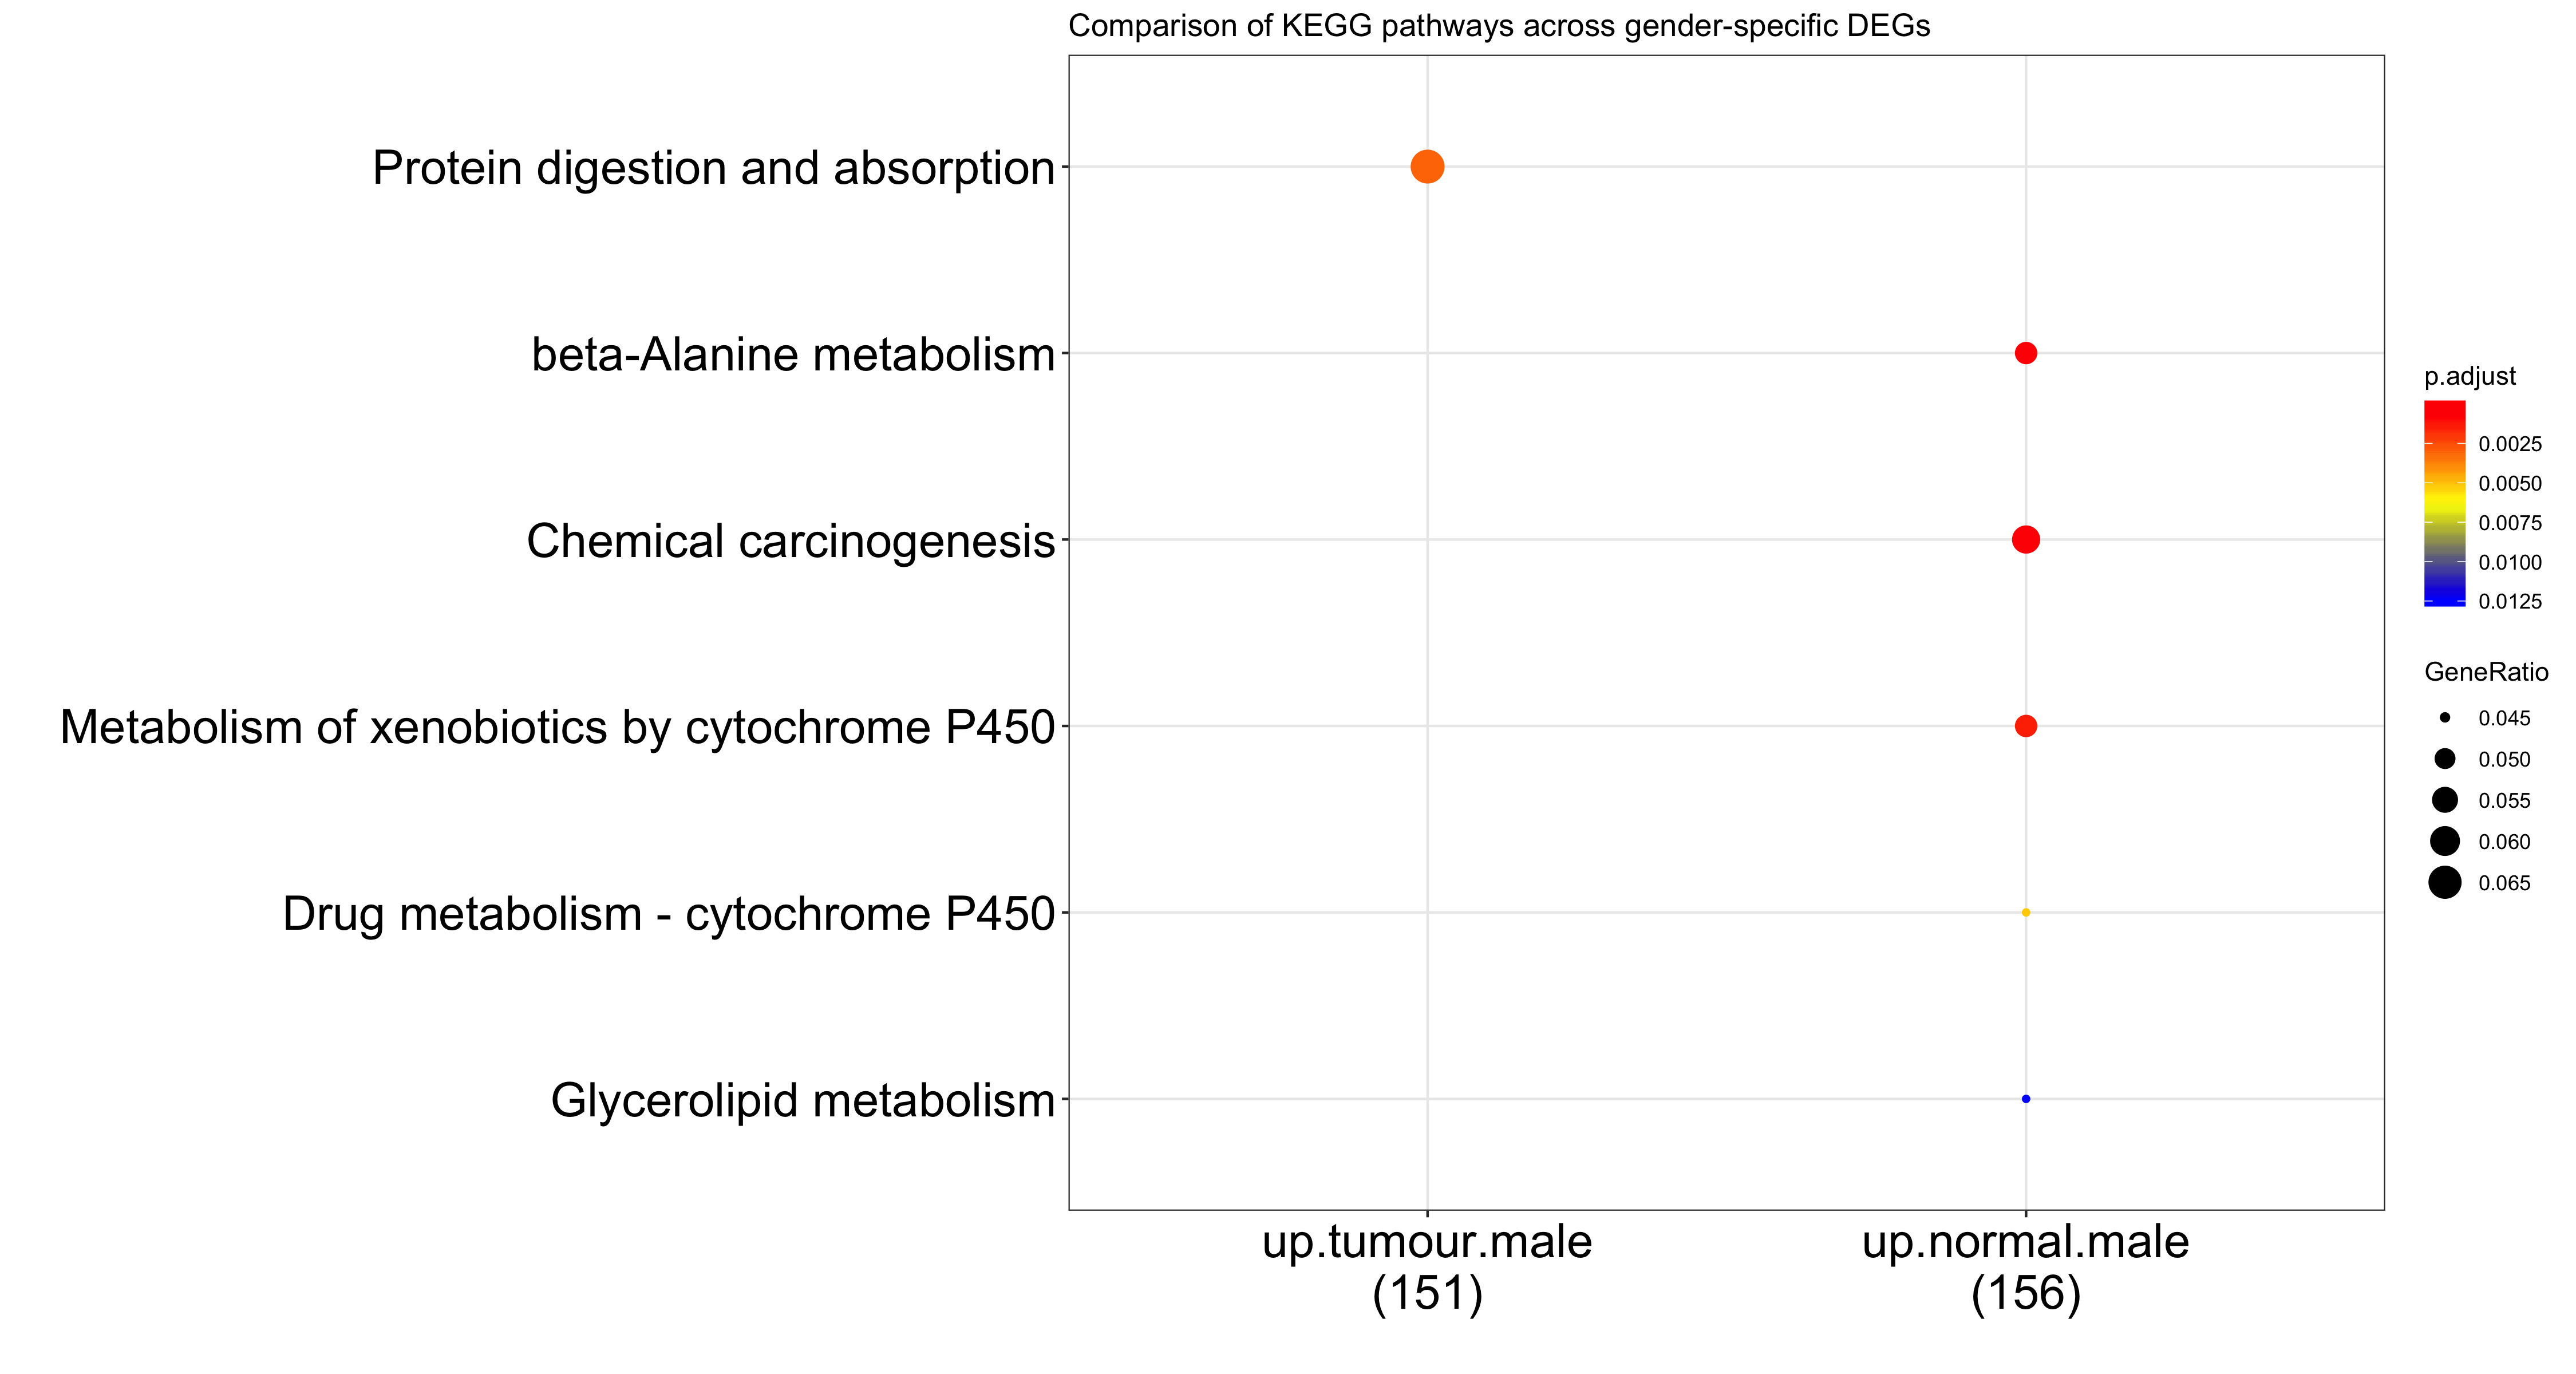 Comparison of KEGG pathways across gender-specific DEGs
Protein digestion and absorption
beta-Alanine metabolism
Chemical carcinogenesis
Metabolism of xenobiotics by cytochrome P450
Drug metabolism - cytochrome P450
Glycerolipid metabolism
up.tumour.male
(151)
up.normal.male
(156)
p.adjust
0.0025
0.0050
0.0075
0.0100
0.0125
GeneRatio
0.045
0.050
0.055
0.060
0.065